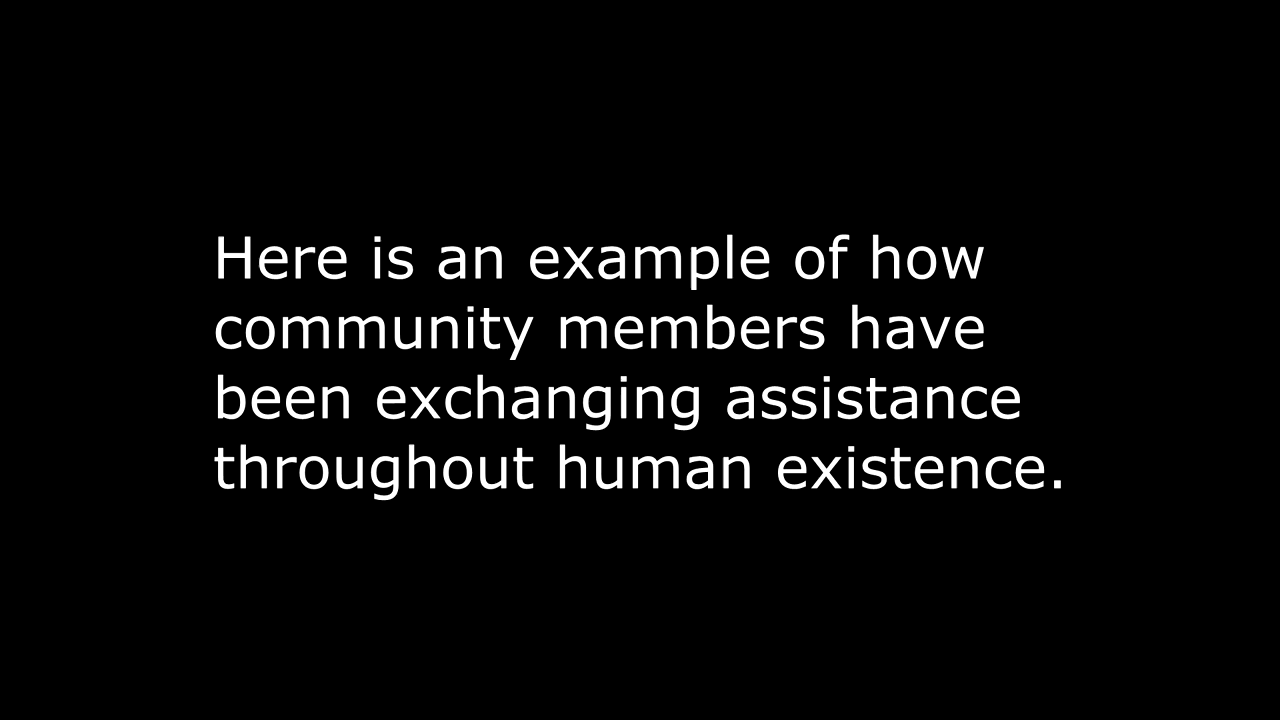 Here is an example of how
community members have
been exchanging assistance
throughout human existence.